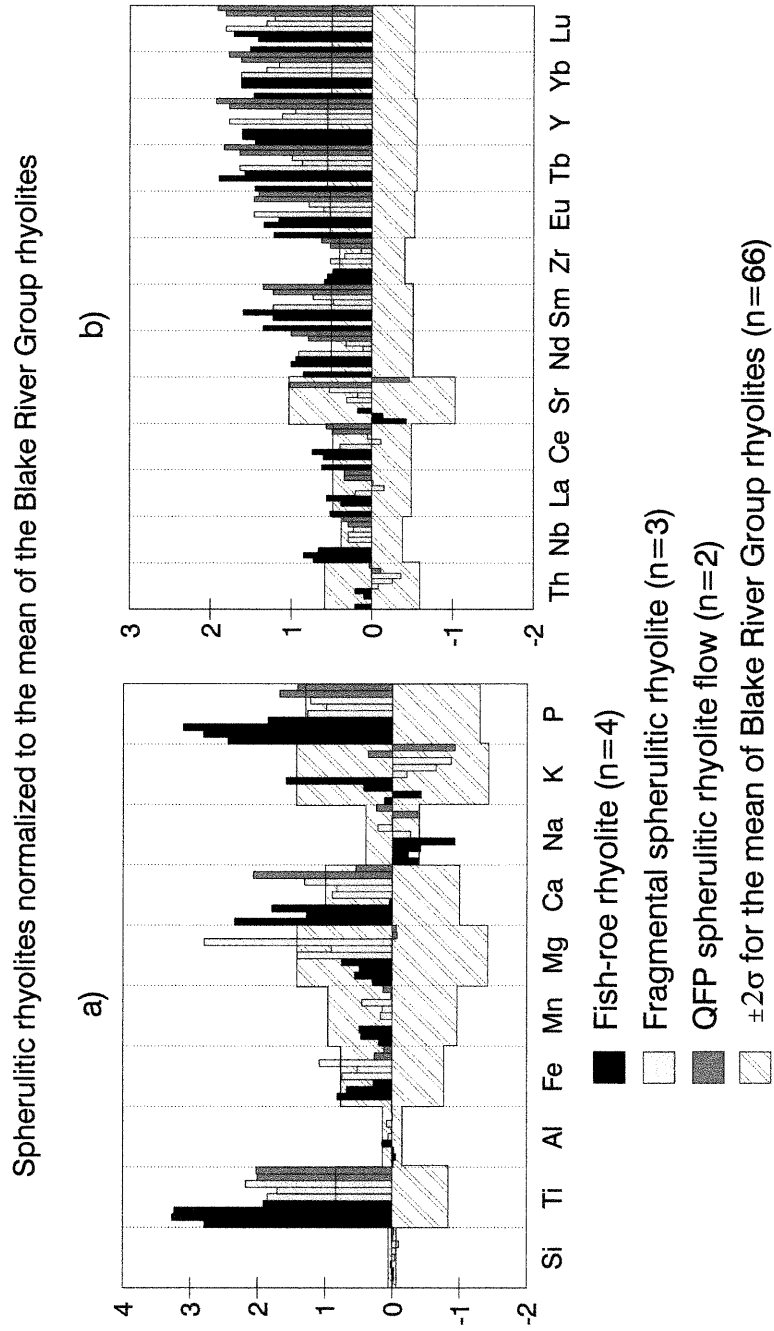 Spherulitic rhyolites normalized to the mean of the Blake River Group rhyolites
a)
4
3
2
1
0
-1
-2
Si Ti Al Fe Mn Mg Ca Na K P
b)
3
2
1
0
-1
-2
Th Nb La Ce Sr Nd Sm Zr Eu Tb Y Yb Lu
Fish-roe rhyolite (n=4)
Fragmental spherulitic rhyolite (n=3)
QFP spherulitic rhyolite flow (n=2)
±2σ for the mean of Blake River Group rhyolites (n=66)